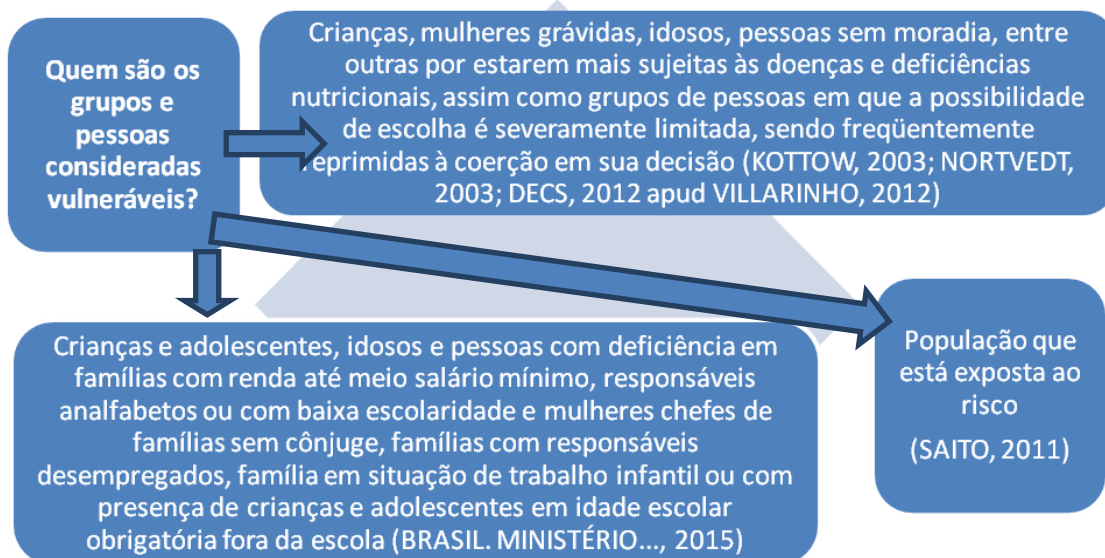 Quem são os
grupos e
pessoas
consideradas
vulneráveis?
Crianças, mulheres grávidas, idosos, pessoas sem moradia, entre
outras por estarem mais sujeitas às doenças e deficiências
nutricionais, assim como grupos de pessoas em que a possibilidade
de escolha é severamente limitada, sendo freqüentemente
reprimidas à coerção em sua decisão (KOTTOW, 2003; NORTVEDT,
2003; DECS, 2012 apud VILLARINHO, 2012)
Crianças e adolescentes, idosos e pessoas com deficiência em
famílias com renda até meio salário mínimo, responsáveis
analfabetos ou com baixa escolaridade e mulheres chefes de
famílias sem cônjuge, famílias com responsáveis
desempregados, família em situação de trabalho infantil ou com
presença de crianças e adolescentes em idade escolar
obrigatória fora da escola (BRASIL. MINISTÉRIO..., 2015)
População que
está exposta ao
risco
(SAITO, 2011)